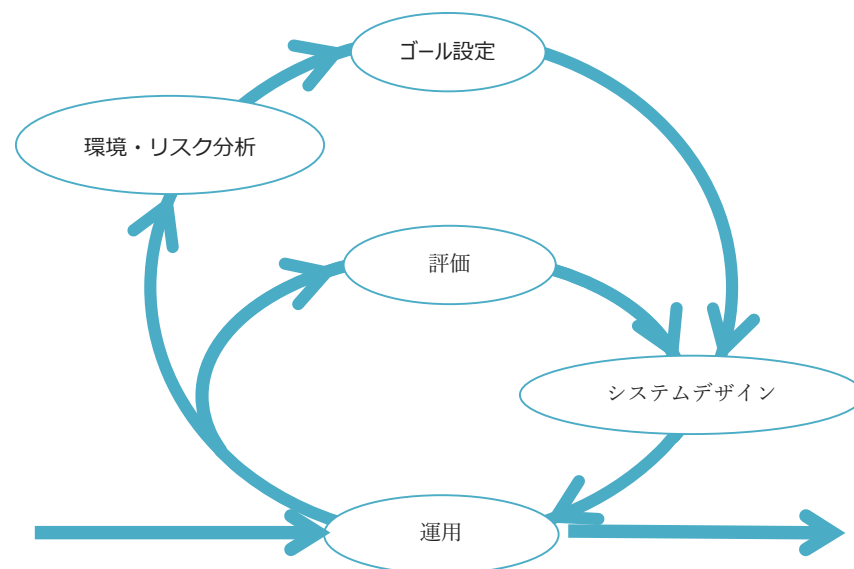 ゴール設定
環境・リスク分析
評価
システムデザイン
運用